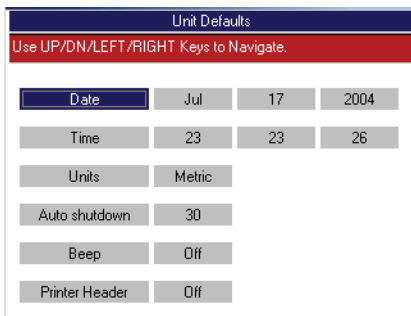 Unit Defaults
Use UP/DN/LEFT/RIGHT Keys to Navigate.
Date Jul 17 2004
Time 23 23 26
Units Metric
Auto shutdown 30
Beep Off
Printer Header Off